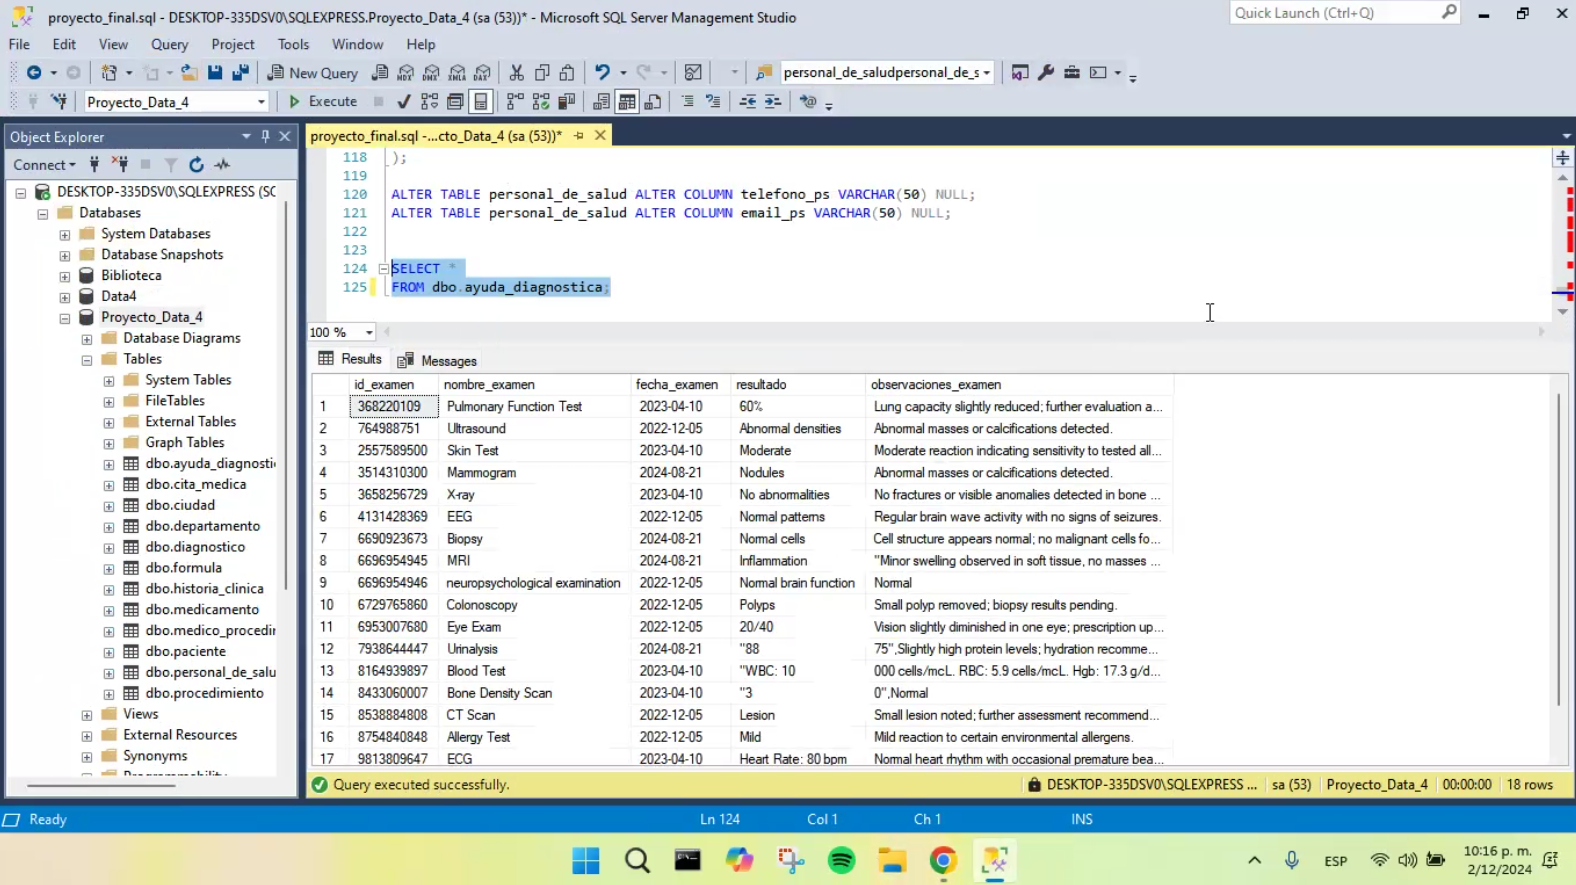 proyecto_final.sql - DESKTOP-335DSV0\SQLEXPRESS.Proyecto_Data_4 (sa (53))* - Microsoft SQL Server Management Studio
Quick Launch (Ctrl+Q)
File Edit View Query Project Tools Window Help
New Query
MDX DMX XMLA DAX
personal_de_saludpersonal_de_s
Proyecto_Data_4
Execute
Object Explorer
proyecto_final.sql -...cto_Data_4 (sa (53))*
Connect
DESKTOP-335DSV0\SQLEXPRESS (SC
Databases
System Databases
Database Snapshots
Biblioteca
Data4
Proyecto_Data_4
Database Diagrams
Tables
System Tables
FileTables
External Tables
Graph Tables
dbo.ayuda_diagnosti
dbo.cita_medica
dbo.ciudad
dbo.departamento
dbo.diagnostico
dbo.formula
dbo.historia_clinica
dbo.medicamento
dbo.medico_procedir
dbo.paciente
dbo.personal_de_salu
dbo.procedimiento
Views
External Resources
Synonyms
118 );
119
120 ALTER TABLE personal_de_salud ALTER COLUMN telefono_ps VARCHAR(50) NULL;
121 ALTER TABLE personal_de_salud ALTER COLUMN email_ps VARCHAR(50) NULL;
122
123
124 SELECT *
125 FROM dbo.ayuda_diagnostica;
100 %
Results Messages
id_examen nombre_examen fecha_examen resultado observaciones_examen
1 368220109 Pulmonary Function Test 2023-04-10 60% Lung capacity slightly reduced; further evaluation a...
2 764988751 Ultrasound 2022-12-05 Abnormal densities Abnormal masses or calcifications detected.
3 2557589500 Skin Test 2023-04-10 Moderate Moderate reaction indicating sensitivity to tested all...
4 3514310300 Mammogram 2024-08-21 Nodules Abnormal masses or calcifications detected.
5 3658256729 X-ray 2023-04-10 No abnormalities No fractures or visible anomalies detected in bone ...
6 4131428369 EEG 2022-12-05 Normal patterns Regular brain wave activity with no signs of seizures.
7 6690923673 Biopsy 2024-08-21 Normal cells Cell structure appears normal; no malignant cells fo...
8 6696954945 MRI 2024-08-21 Inflammation "Minor swelling observed in soft tissue, no masses ...
9 6696954946 neuropsychological examination 2022-12-05 Normal brain function Normal
10 6729765860 Colonoscopy 2022-12-05 Polyps Small polyp removed; biopsy results pending.
11 6953007680 Eye Exam 2022-12-05 20/40 Vision slightly diminished in one eye; prescription up...
12 7938644447 Urinalysis 2024-08-21 "88 75",Slightly high protein levels; hydration recomme...
13 8164939897 Blood Test 2023-04-10 "WBC: 10 000 cells/mcL. RBC: 5.9 cells/mcL. Hgb: 17.3 g/d...
14 8433060007 Bone Density Scan 2023-04-10 "3 0",Normal
15 8538884808 CT Scan 2022-12-05 Lesion Small lesion noted; further assessment recommend...
16 8754840848 Allergy Test 2022-12-05 Mild Mild reaction to certain environmental allergens.
17 9813809647 ECG 2023-04-10 Heart Rate: 80 bpm Normal heart rhythm with occasional premature bea...
Query executed successfully.
DESKTOP-335DSV0\SQLEXPRESS ... sa (53) Proyecto_Data_4 00:00:00 18 rows
Ready Ln 124 Col 1 Ch 1 INS
ESP
10:16 p. m.
2/12/2024